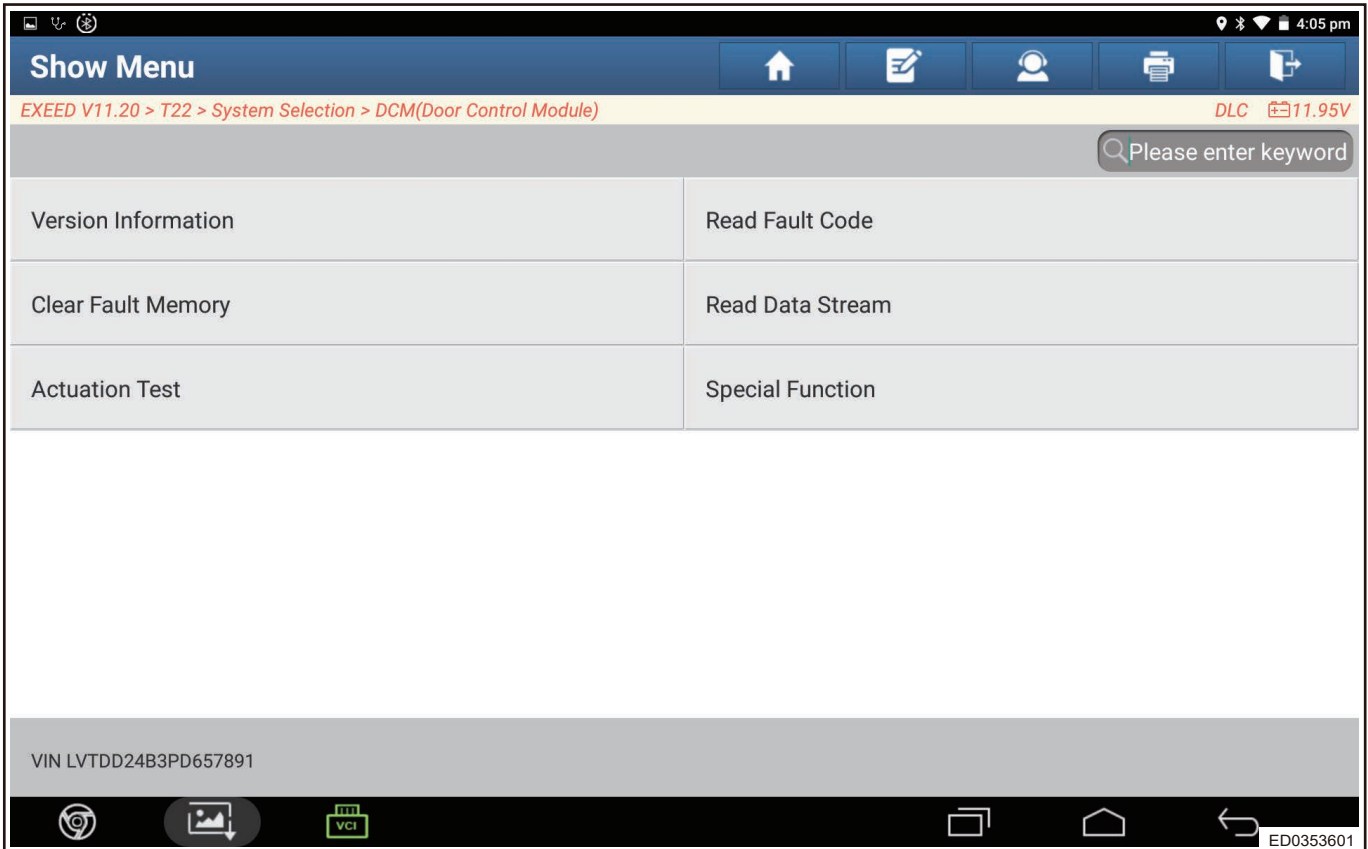 4:05 pm
Show Menu
EXEED V11.20 > T22 > System Selection > DCM(Door Control Module)
DLC 11.95V
Please enter keyword
Version Information
Read Fault Code
Clear Fault Memory
Read Data Stream
Actuation Test
Special Function
VIN LVTDD24B3PD657891
VCI
ED0353601